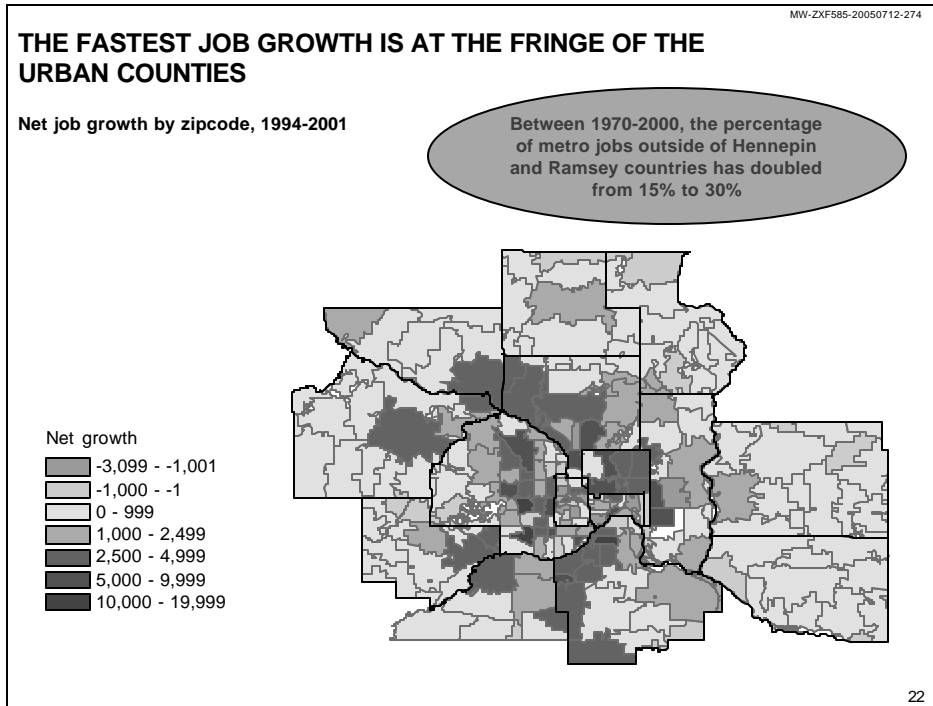 MW-ZXF585-20050712-274
THE FASTEST JOB GROWTH IS AT THE FRINGE OF THE
URBAN COUNTIES
Net job growth by zipcode, 1994-2001
Between 1970-2000, the percentage
of metro jobs outside of Hennepin
and Ramsey countries has doubled
from 15% to 30%
Net growth
-3,099 - -1,001
-1,000 - -1
0 - 999
1,000 - 2,499
2,500 - 4,999
5,000 - 9,999
10,000 - 19,999
22